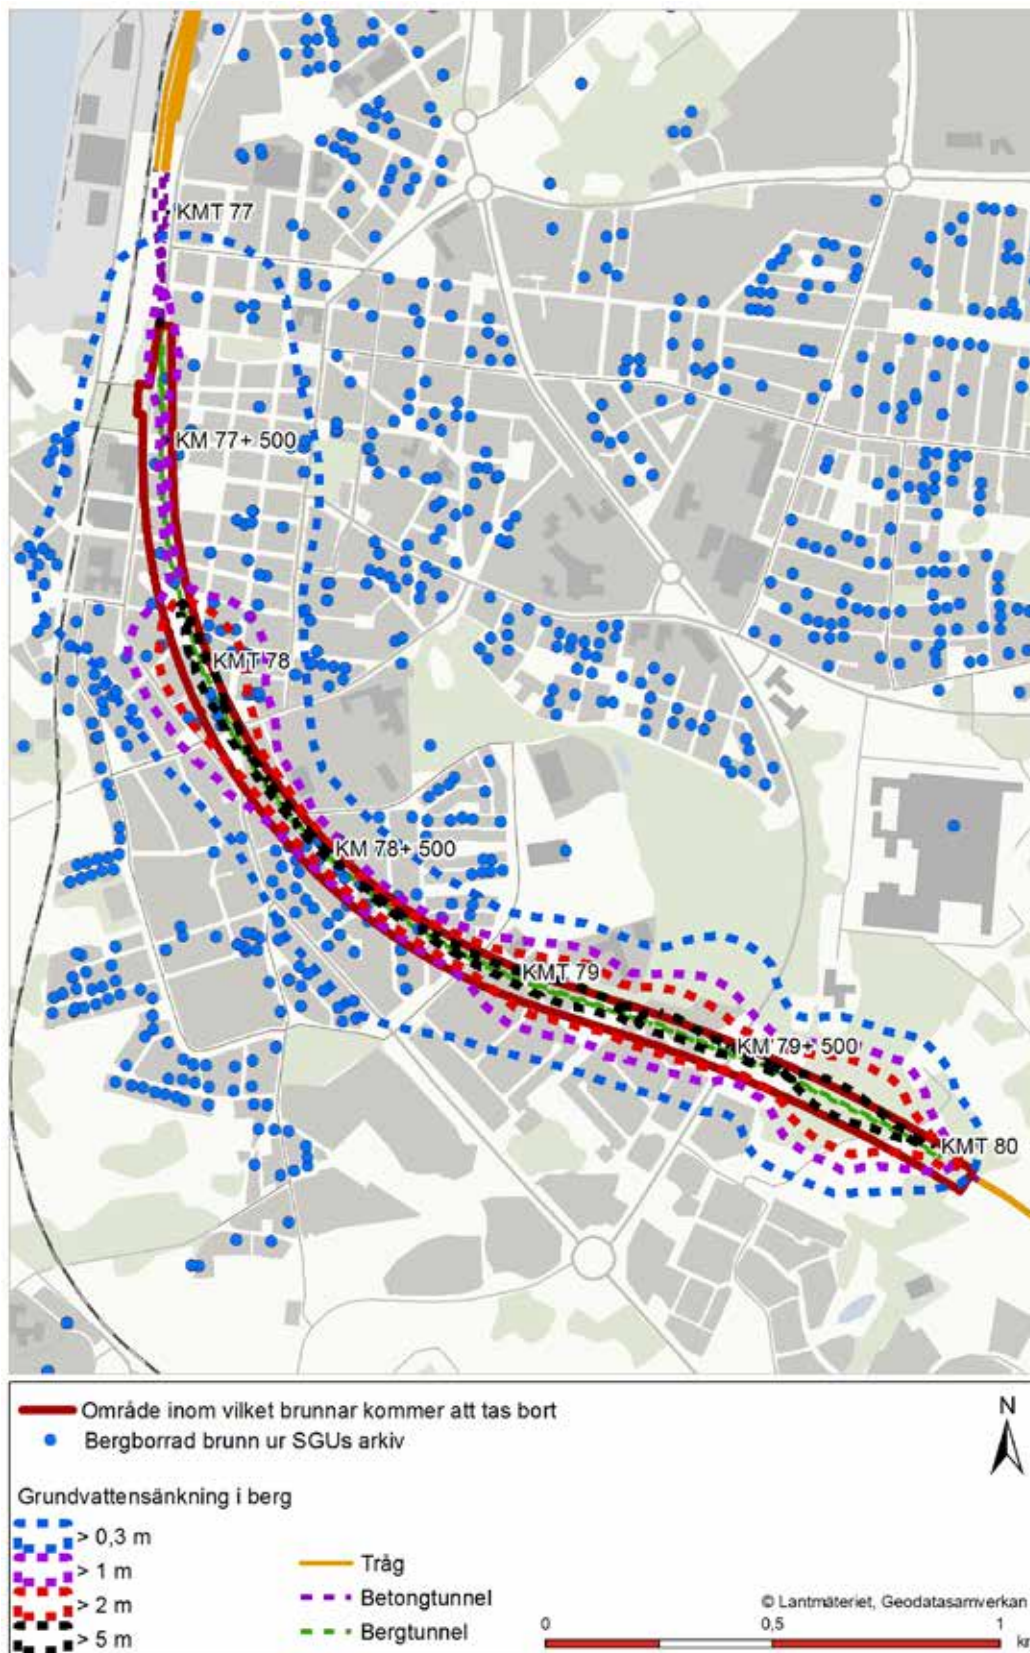 KMT 77
KM 77+ 500
KMT 78
KM 78+ 500
KMT 79
KM 79+ 500
KMT 80
Område inom vilket brunnar kommer att tas bort
Bergborrad brunn ur SGUs arkiv
N
Grundvattensänkning i berg
> 0,3 m
> 1 m
> 2 m
> 5 m
Tråg
Betongtunnel
Bergtunnel
© Lantmäteriet, Geodatasamverkan
0 0,5 1